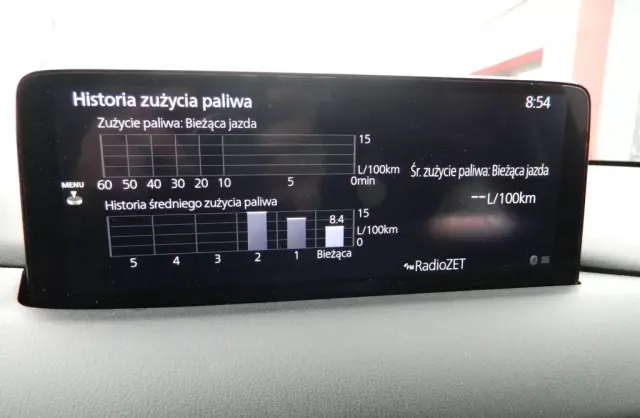 Historia zużycia paliwa
8:54
Zużycie paliwa: Bieżąca jazda
15
L/100km
60 50 40 30 20 10 5 0min
MENU
Śr. zużycie paliwa: Bieżąca jazda
--L/100km
Historia średniego zużycia paliwa
15
8.4
L/100km
0
5 4 3 2 1 Bieżąca
FM RadioZET